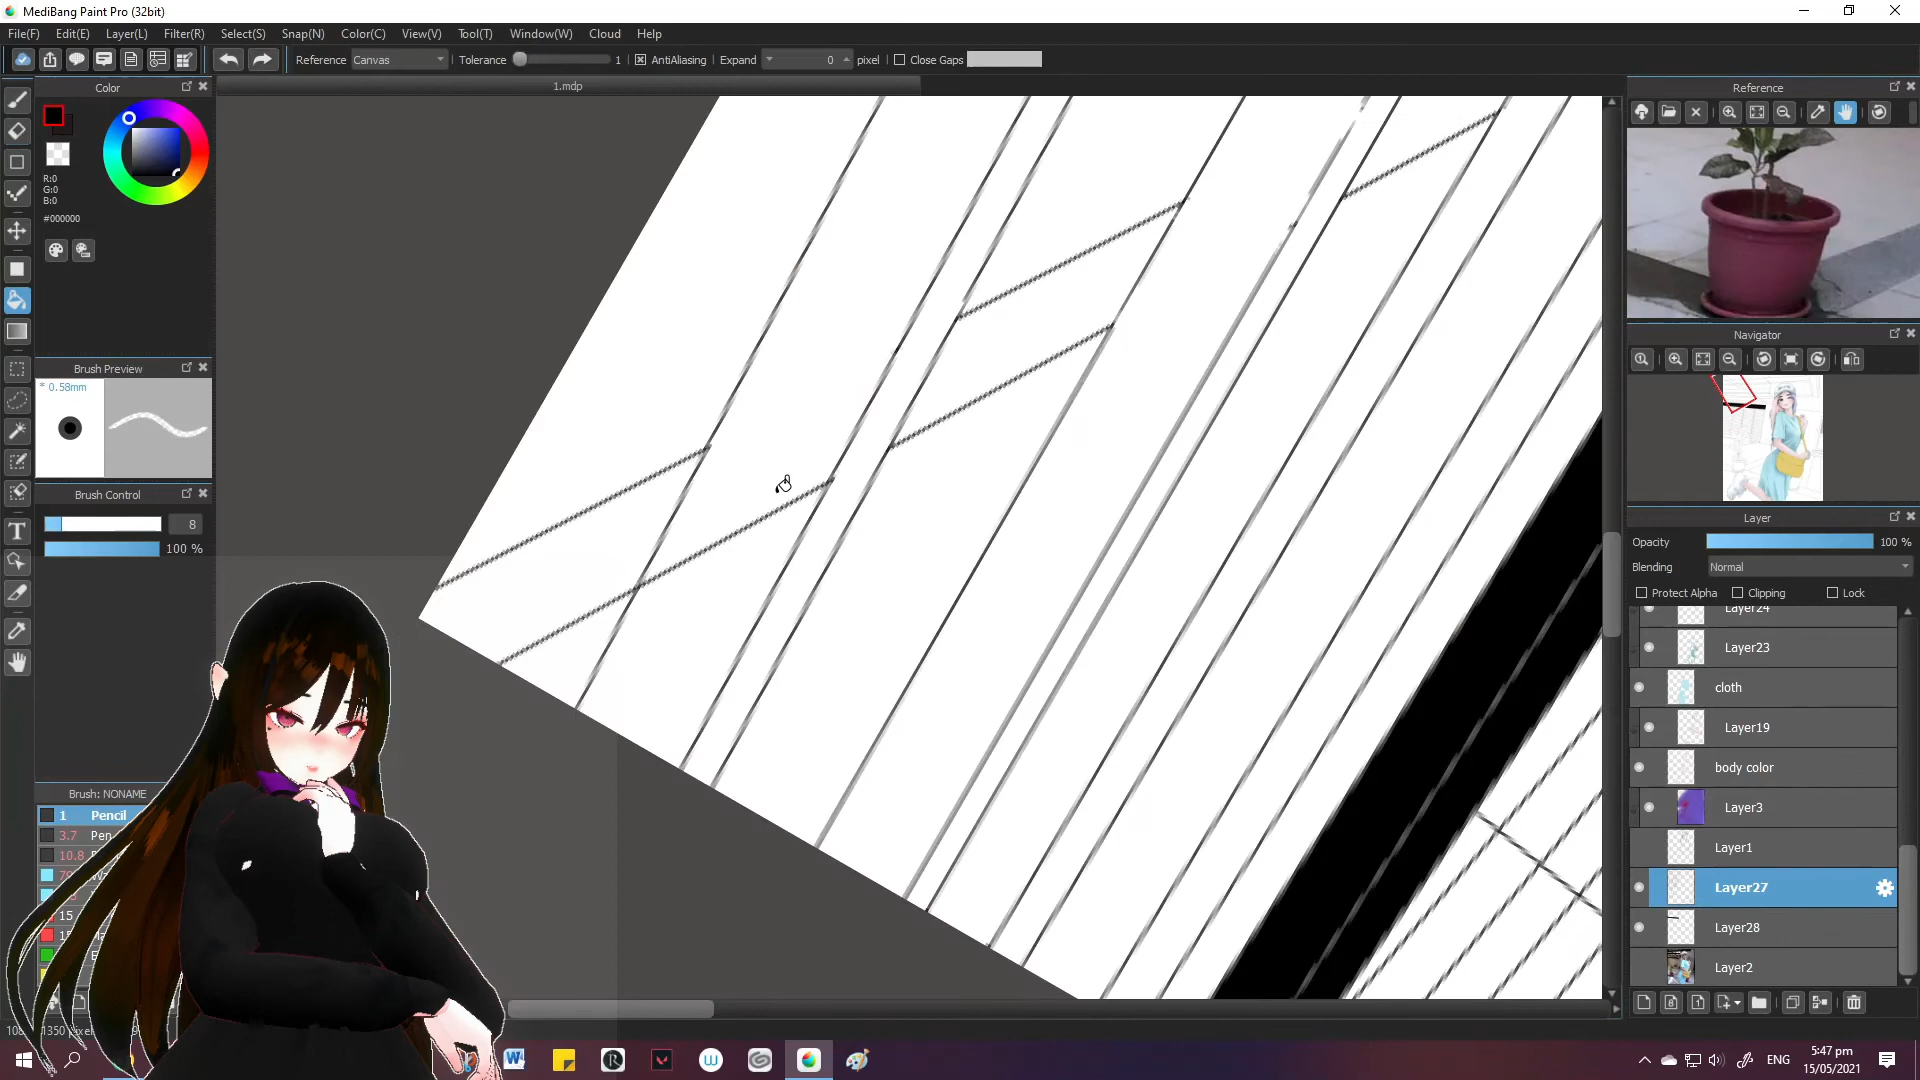 MediBang Paint Pro (32bit)
File(F) Edit(E) Layer(L) Filter(R) Select(S) Snap(N) Color(C) View(V) Tool(T) Window(W) Cloud Help
Reference Canvas Tolerance 1 AntiAliasing Expand 0 pixel Close Gaps
1.mdp
Color
R:0
G:0
B:0
#000000
Brush Preview
* 0.58mm
Brush Control
8
100 %
Brush: NONAME
1 Pencil
3.7 Pen
10.8
15
Reference
Navigator
Layer
Opacity 100 %
Blending Normal
Protect Alpha Clipping Lock
Layer24
Layer23
cloth
Layer19
body color
Layer3
Layer1
Layer27
Layer28
Layer2
ENG
5:47 pm
15/05/2021